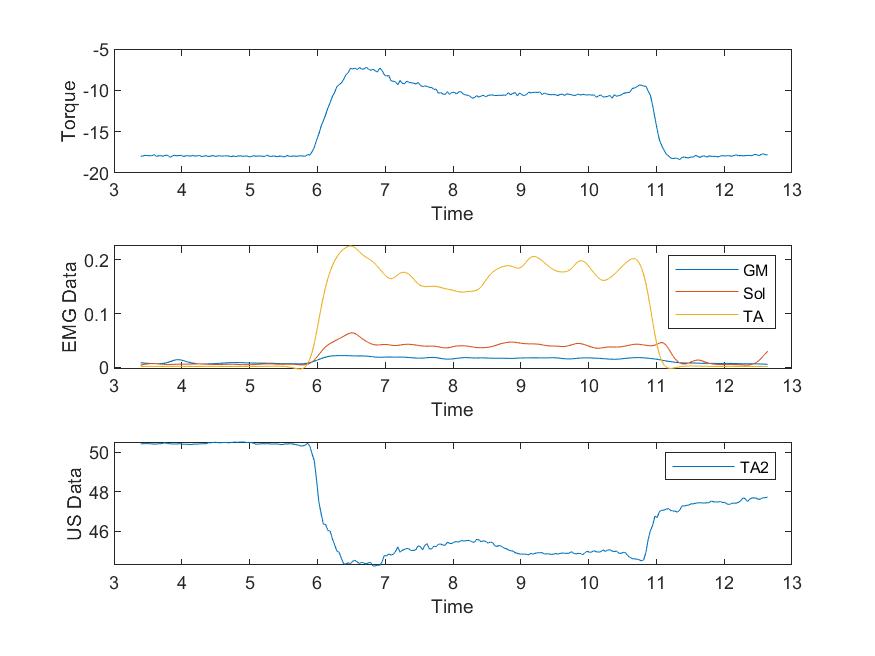 -5
-10
-15
-20
Torque
3 4 5 6 7 8 9 10 11 12 13
Time
0.2
0.1
0
EMG Data
GM
Sol
TA
3 4 5 6 7 8 9 10 11 12 13
Time
50
48
46
US Data
TA2
3 4 5 6 7 8 9 10 11 12 13
Time